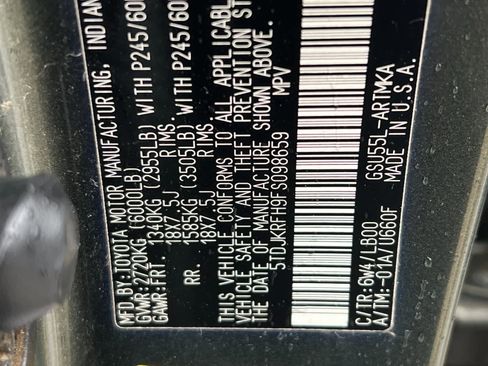 MFD.BY:TOYOTA MOTOR MANUFACTURING, INDIAN
GVWR:2720KG (6000LB)
GAWR:FRT. 1340KG (2955LB) WITH P245/60
18X7.5J RIMS.
RR. 1585KG (3505LB) WITH P245/60
18X7.5J RIMS.
THIS VEHICLE CONFORMS TO ALL APPLICABL
VEHICLE SAFETY AND THEFT PREVENTION ST
THE DATE OF MANUFACTURE SHOWN ABOVE.
5TDJKRFH9FS098659 MPV
C/TR:6W4/LB00 GSU55L-ARTMKA
A/TM:-01A/U660F MADE IN U.S.A.